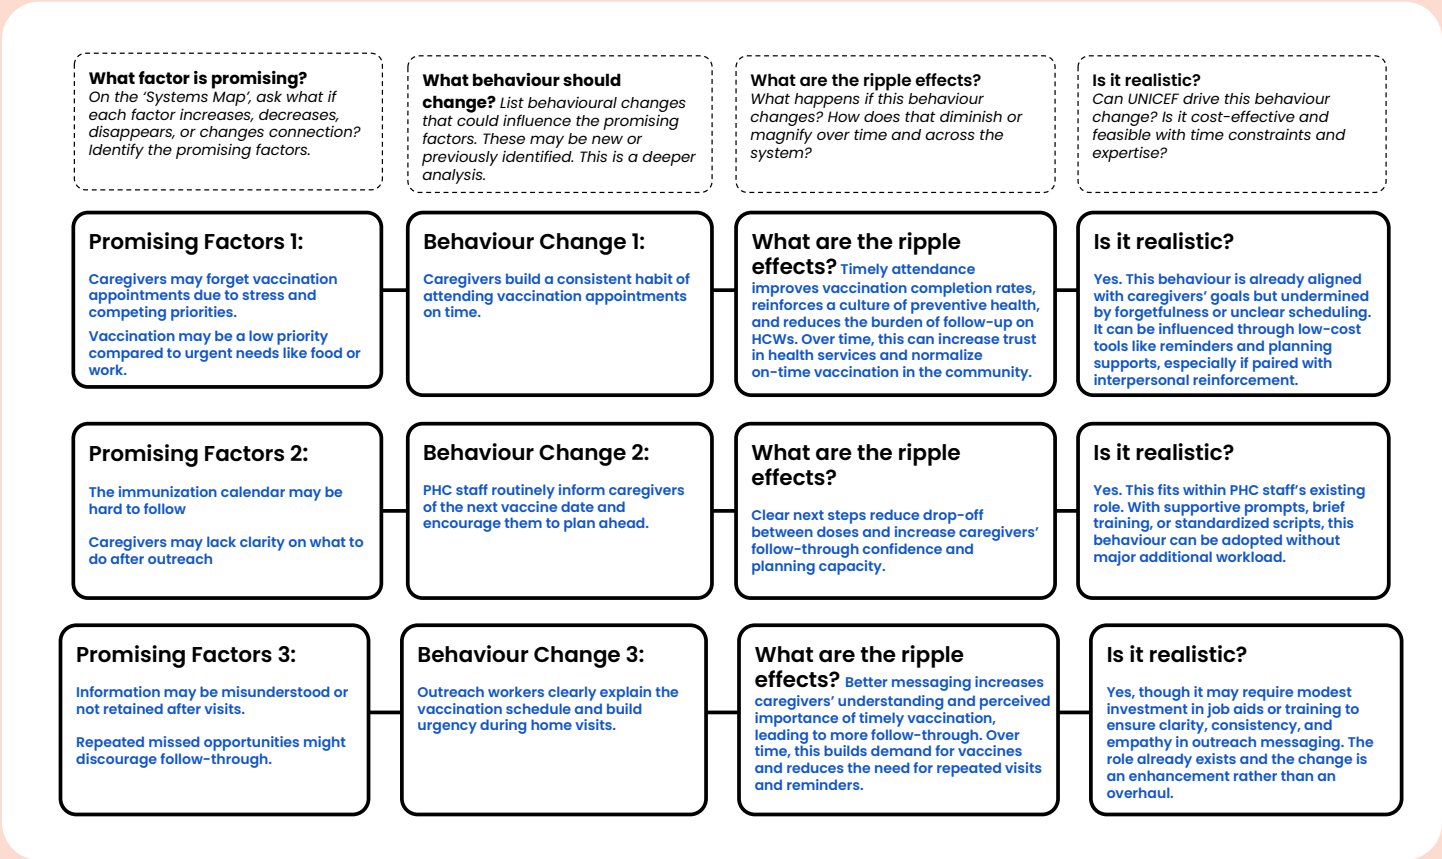 What factor is promising?
On the ‘Systems Map’, ask what if
each factor increases, decreases,
disappears, or changes connection?
Identify the promising factors.
What behaviour should
change? List behavioural changes
that could influence the promising
factors. These may be new or
previously identified. This is a deeper
analysis.
What are the ripple effects?
What happens if this behaviour
changes? How does that diminish or
magnify over time and across the
system?
Is it realistic?
Can UNICEF drive this behaviour
change? Is it cost-effective and
feasible with time constraints and
expertise?
Promising Factors 1:
Caregivers may forget vaccination
appointments due to stress and
competing priorities.
Vaccination may be a low priority
compared to urgent needs like food or
work.
Behaviour Change 1:
Caregivers build a consistent habit of
attending vaccination appointments
on time.
What are the ripple
effects? Timely attendance
improves vaccination completion rates,
reinforces a culture of preventive health,
and reduces the burden of follow-up on
HCWs. Over time, this can increase trust
in health services and normalize
on-time vaccination in the community.
Is it realistic?
Yes. This behaviour is already aligned
with caregivers’ goals but undermined
by forgetfulness or unclear scheduling.
It can be influenced through low-cost
tools like reminders and planning
supports, especially if paired with
interpersonal reinforcement.
Promising Factors 2:
The immunization calendar may be
hard to follow
Caregivers may lack clarity on what to
do after outreach
Behaviour Change 2:
PHC staff routinely inform caregivers
of the next vaccine date and
encourage them to plan ahead.
What are the ripple
effects?
Clear next steps reduce drop-off
between doses and increase caregivers’
follow-through confidence and
planning capacity.
Is it realistic?
Yes. This fits within PHC staff’s existing
role. With supportive prompts, brief
training, or standardized scripts, this
behaviour can be adopted without
major additional workload.
Promising Factors 3:
Information may be misunderstood or
not retained after visits.
Repeated missed opportunities might
discourage follow-through.
Behaviour Change 3:
Outreach workers clearly explain the
vaccination schedule and build
urgency during home visits.
What are the ripple
effects? Better messaging increases
caregivers’ understanding and perceived
importance of timely vaccination,
leading to more follow-through. Over
time, this builds demand for vaccines
and reduces the need for repeated visits
and reminders.
Is it realistic?
Yes, though it may require modest
investment in job aids or training to
ensure clarity, consistency, and
empathy in outreach messaging. The
role already exists and the change is
an enhancement rather than an
overhaul.